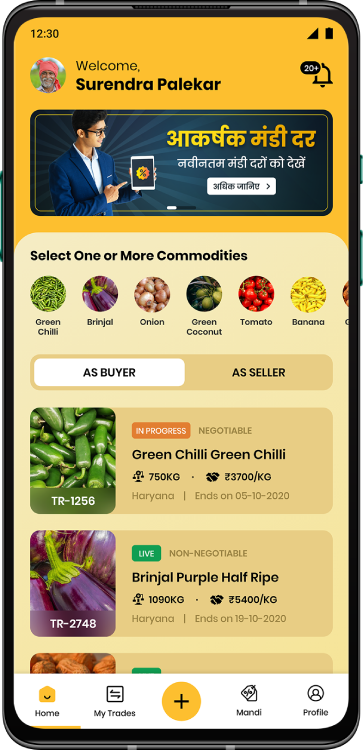 12:30
Welcome,
Surendra Palekar
20+
आकर्षक मंडी दर
नवीनतम मंडी दरों को देखें
अधिक जानिए
Select One or More Commodities
Green Chilli
Brinjal
Onion
Green Coconut
Tomato
Banana
G
AS BUYER
AS SELLER
IN PROGRESS NEGOTIABLE
Green Chilli Green Chilli
750KG · ₹3700/KG
Haryana | Ends on 05-10-2020
TR-1256
LIVE NON-NEGOTIABLE
Brinjal Purple Half Ripe
1090KG · ₹5400/KG
Haryana | Ends on 19-10-2020
TR-2748
Home
My Trades
Mandi
Profile